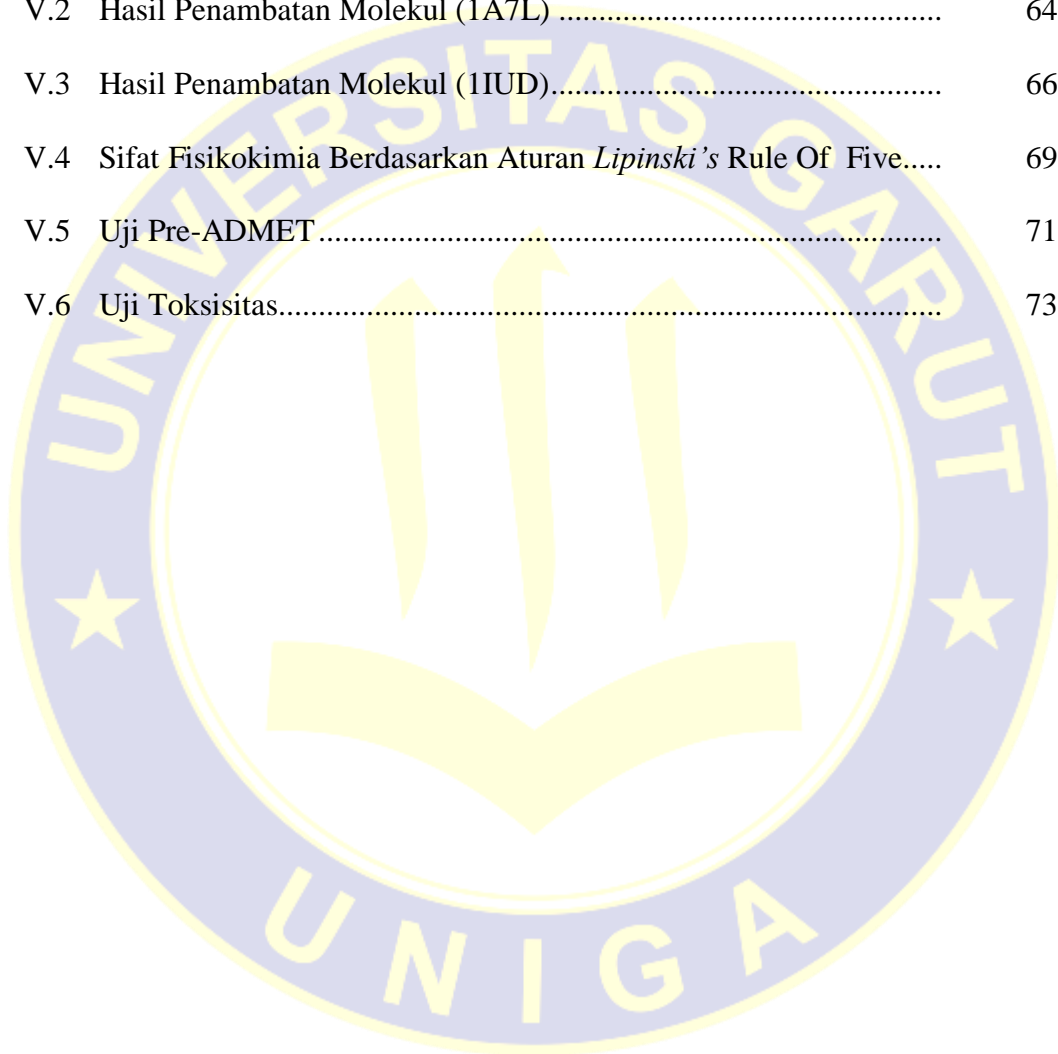 V.2 Hasil Penambatan Molekul (1A7L) ............................................. 64
V.3 Hasil Penambatan Molekul (1IUD)............................................... 66
V.4 Sifat Fisikokimia Berdasarkan Aturan Lipinski’s Rule Of Five..... 69
V.5 Uji Pre-ADMET ........................................................................... 71
V.6 Uji Toksisitas................................................................................ 73
UNIVERSITAS GARUT
UNIGA